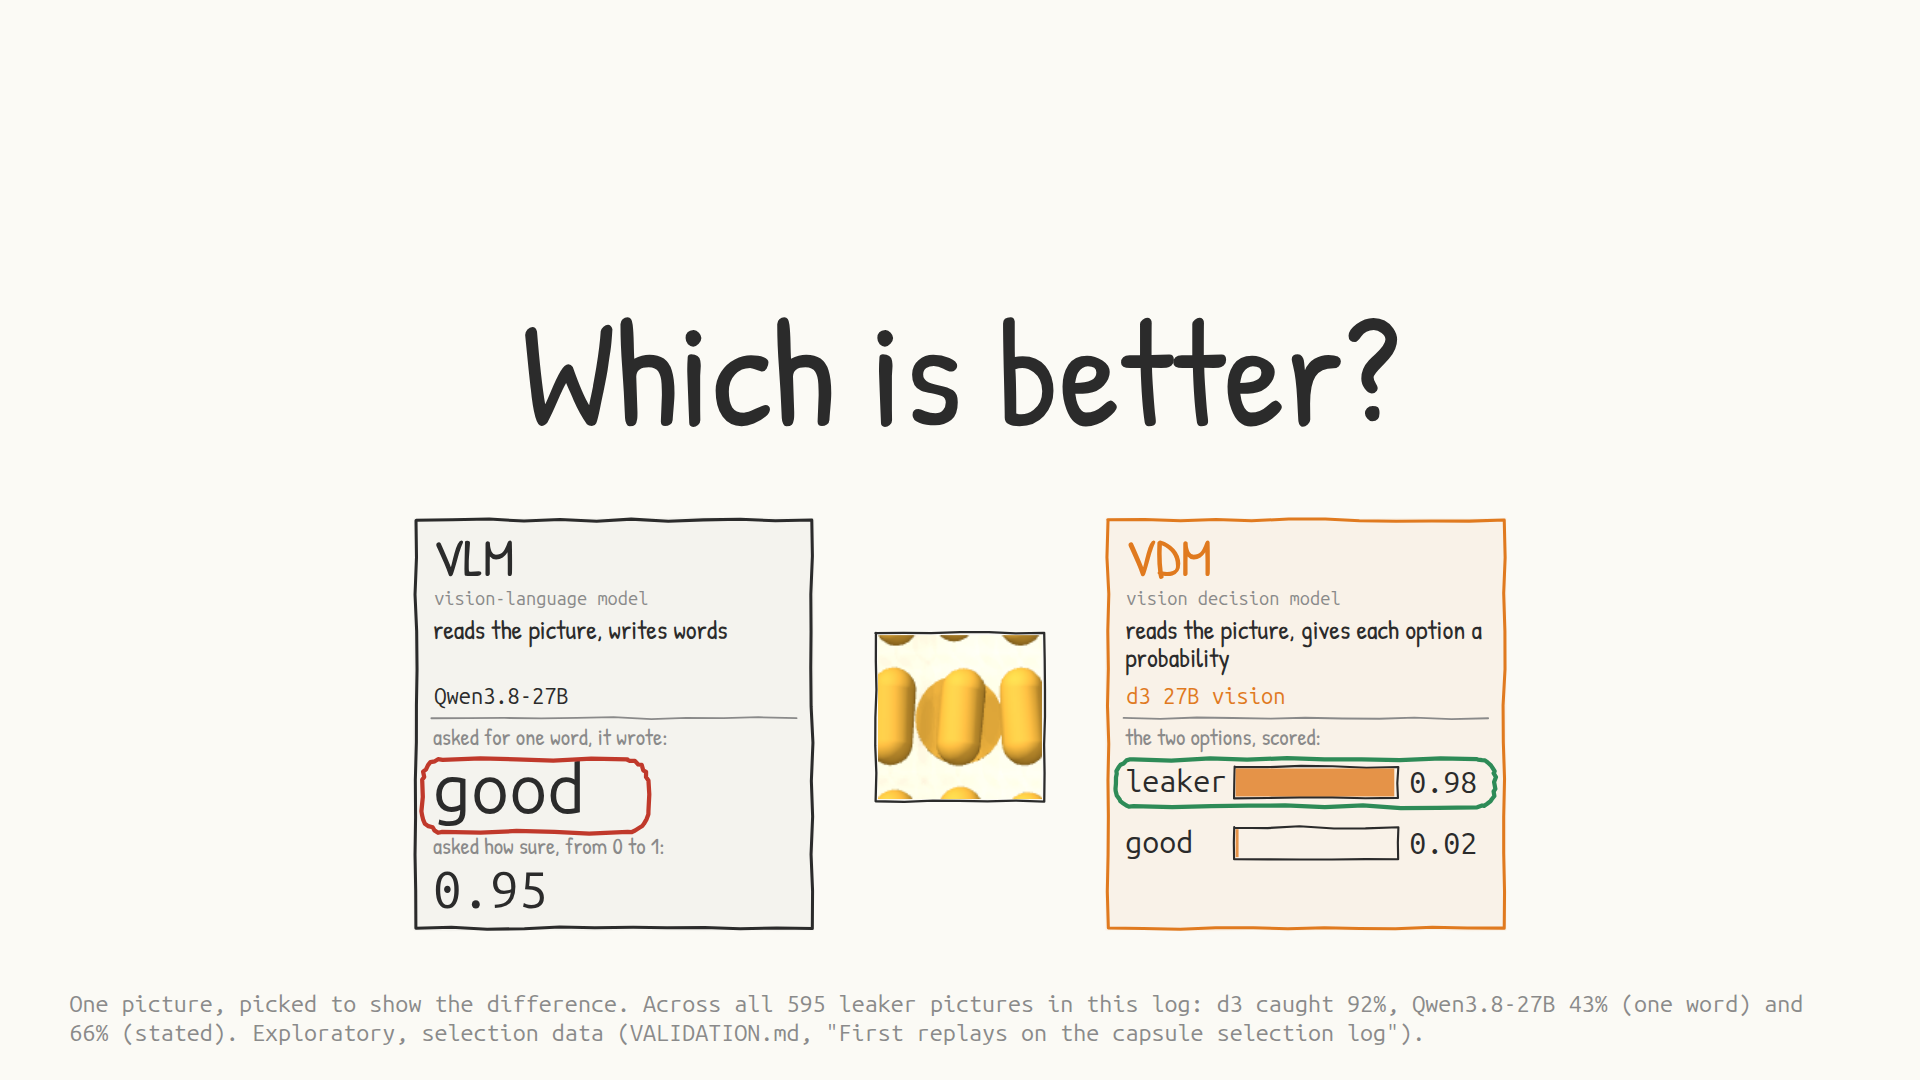 Which is better?
VLM
vision-language model
reads the picture, writes words
Qwen3.8-27B
asked for one word, it wrote:
good
asked how sure, from 0 to 1:
0.95
VDM
vision decision model
reads the picture, gives each option a
probability
d3 27B vision
the two options, scored:
leaker 0.98
good 0.02
One picture, picked to show the difference. Across all 595 leaker pictures in this log: d3 caught 92%, Qwen3.8-27B 43% (one word) and
66% (stated). Exploratory, selection data (VALIDATION.md, "First replays on the capsule selection log").